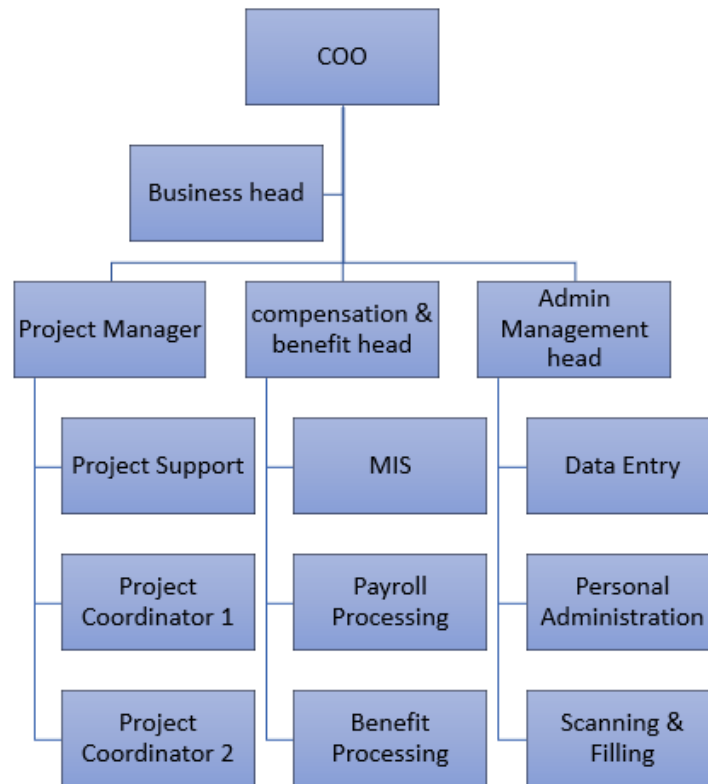 COO
Business head
Project Manager
compensation &
benefit head
Admin
Management
head
Project Support
MIS
Data Entry
Project
Coordinator 1
Payroll
Processing
Personal
Administration
Project
Coordinator 2
Benefit
Processing
Scanning &
Filling